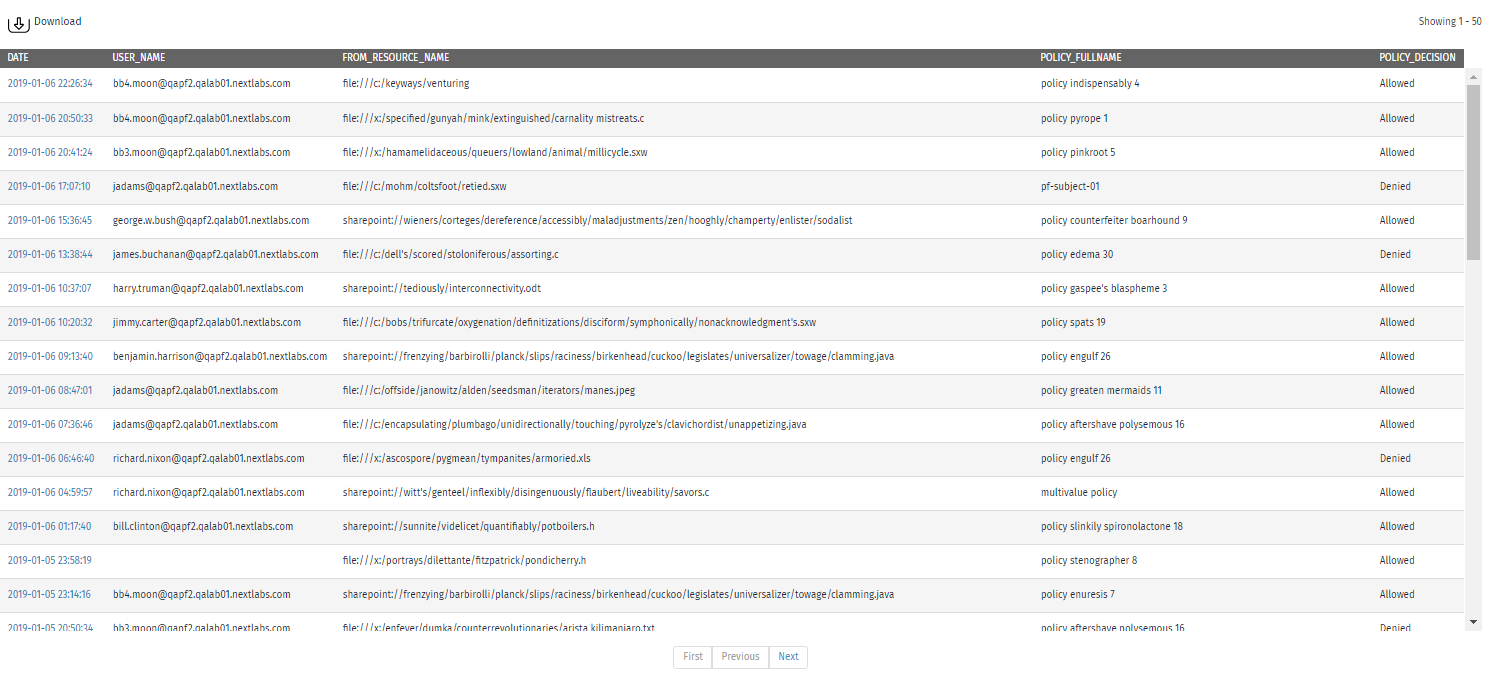 Download
Showing 1 - 50
DATE USER_NAME FROM_RESOURCE_NAME POLICY_FULLNAME POLICY_DECISION
2019-01-06 22:26:34 bb4.moon@qapf2.qalab01.nextlabs.com file:///c:/keyways/venturing policy indispensably 4 Allowed
2019-01-06 20:50:33 bb4.moon@qapf2.qalab01.nextlabs.com file:///x:/specified/gunyah/mink/extinguished/carnality mistreats.c policy pyrope 1 Allowed
2019-01-06 20:41:24 bb3.moon@qapf2.qalab01.nextlabs.com file:///x:/hamamelidaceous/queuers/lowland/animal/millicycle.sxw policy pinkroot 5 Allowed
2019-01-06 17:07:10 jadams@qapf2.qalab01.nextlabs.com file:///c:/mohm/coltsfoot/retied.sxw pf-subject-01 Denied
2019-01-06 15:36:45 george.w.bush@qapf2.qalab01.nextlabs.com sharepoint://wieners/corteges/dereference/accessibly/maladjustments/zen/hooghly/champerty/enlister/sodalist policy counterfeiter boarhound 9 Allowed
2019-01-06 13:38:44 james.buchanan@qapf2.qalab01.nextlabs.com file:///c:/dell's/scored/stoloniferous/assorting.c policy edema 30 Denied
2019-01-06 10:37:07 harry.truman@qapf2.qalab01.nextlabs.com sharepoint://tediously/interconnectivity.odt policy gaspee's blaspheme 3 Allowed
2019-01-06 10:20:32 jimmy.carter@qapf2.qalab01.nextlabs.com file:///c:/bobs/trifurcate/oxygenation/definitizations/disciform/symphonically/nonacknowledgment's.sxw policy spats 19 Allowed
2019-01-06 09:13:40 benjamin.harrison@qapf2.qalab01.nextlabs.com sharepoint://frenzying/barbirolli/planck/slips/raciness/birkenhead/cuckoo/legislates/universalizer/towage/clamming.java policy engulf 26 Allowed
2019-01-06 08:47:01 jadams@qapf2.qalab01.nextlabs.com file:///c:/offside/janowitz/alden/seedsman/iterators/manes.jpeg policy greaten mermaids 11 Allowed
2019-01-06 07:36:46 jadams@qapf2.qalab01.nextlabs.com file:///c:/encapsulating/plumbago/unidirectionally/touching/pyrolyze's/clavichordist/unappetizing.java policy aftershave polysemous 16 Allowed
2019-01-06 06:46:40 richard.nixon@qapf2.qalab01.nextlabs.com file:///x:/ascospore/pygmean/tympanites/armoried.xls policy engulf 26 Denied
2019-01-06 04:59:57 richard.nixon@qapf2.qalab01.nextlabs.com sharepoint://witt's/genteel/inflexibly/disingenuously/flaubert/liveability/savors.c multivalue policy Allowed
2019-01-06 01:17:40 bill.clinton@qapf2.qalab01.nextlabs.com sharepoint://sunnite/videlicet/quantifiably/potboilers.h policy slinkily spironolactone 18 Allowed
2019-01-05 23:58:19 file:///x:/portrays/dilettante/fitzpatrick/pondicherry.h policy stenographer 8 Allowed
2019-01-05 23:14:16 bb4.moon@qapf2.qalab01.nextlabs.com sharepoint://frenzying/barbirolli/planck/slips/raciness/birkenhead/cuckoo/legislates/universalizer/towage/clamming.java policy enuresis 7 Allowed
2019-01-05 20:50:34 bb3.moon@qapf2.qalab01.nextlabs.com file:///x:/enfever/dumka/counterrevolutionaries/arista kilimanjaro.txt policy aftershave polysemous 16 Denied
First Previous Next